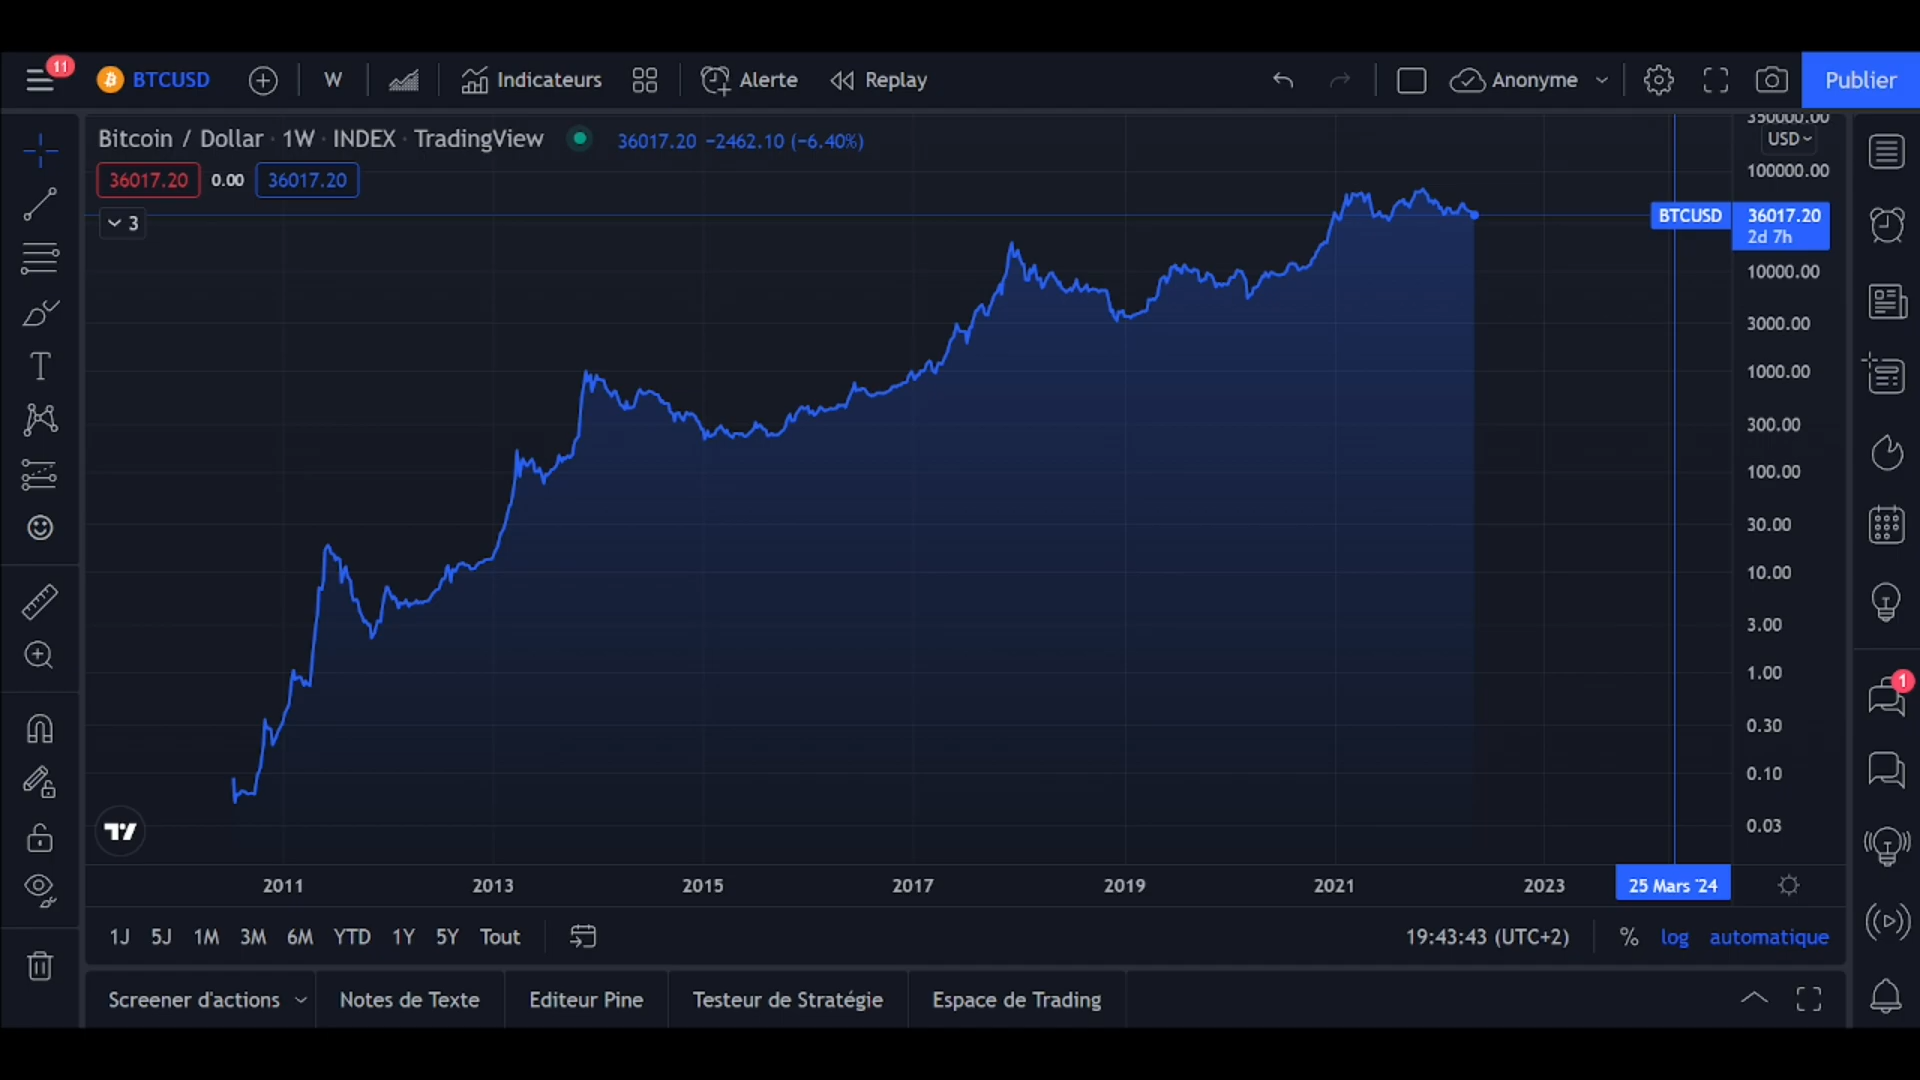 11
BTCUSD
W
Indicateurs
Alerte
Replay
Anonyme
Publier
Bitcoin / Dollar · 1W · INDEX · TradingView
36017.20 −2462.10 (−6.40%)
36017.20 0.00 36017.20
3
350000.00
USD
100000.00
BTCUSD
36017.20
2d 7h
10000.00
3000.00
1000.00
300.00
100.00
30.00
10.00
3.00
1.00
0.30
0.10
0.03
1
2011 2013 2015 2017 2019 2021 2023 25 Mars '24
1J 5J 1M 3M 6M YTD 1Y 5Y Tout
19:43:43 (UTC+2) % log automatique
Screener d'actions Notes de Texte Editeur Pine Testeur de Stratégie Espace de Trading